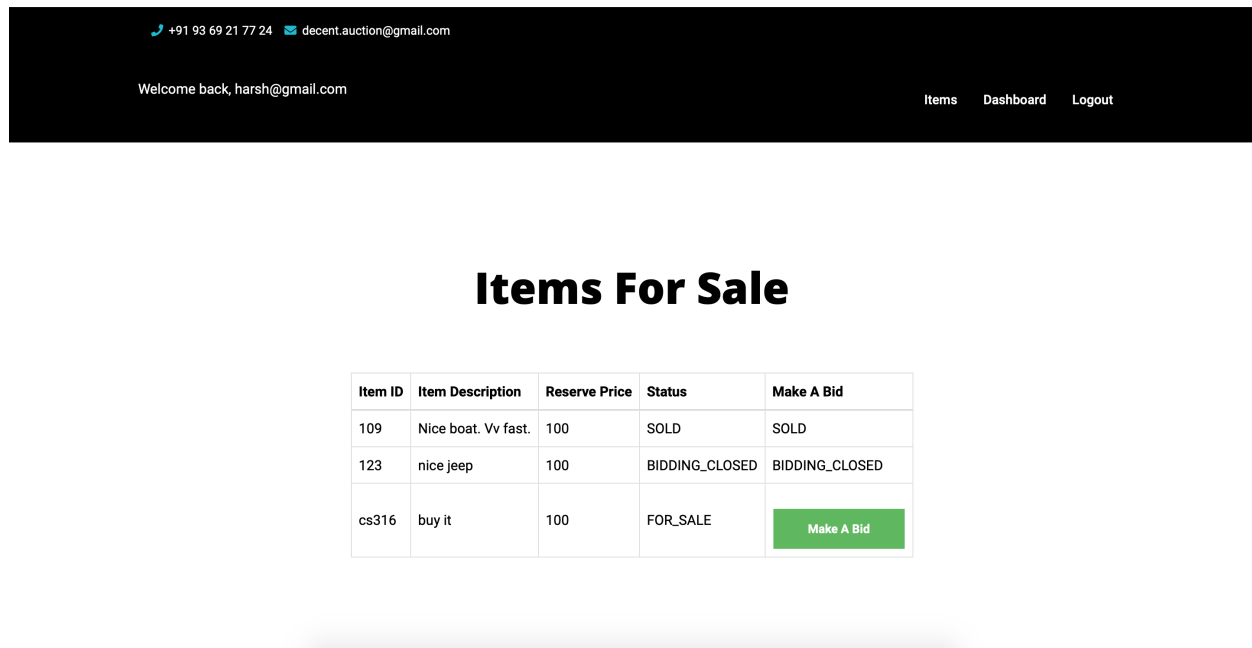 +91 93 69 21 77 24 decent.auction@gmail.com
Welcome back, harsh@gmail.com
Items Dashboard Logout
Items For Sale
Item ID Item Description Reserve Price Status Make A Bid
109 Nice boat. Vv fast. 100 SOLD SOLD
123 nice jeep 100 BIDDING_CLOSED BIDDING_CLOSED
cs316 buy it 100 FOR_SALE Make A Bid